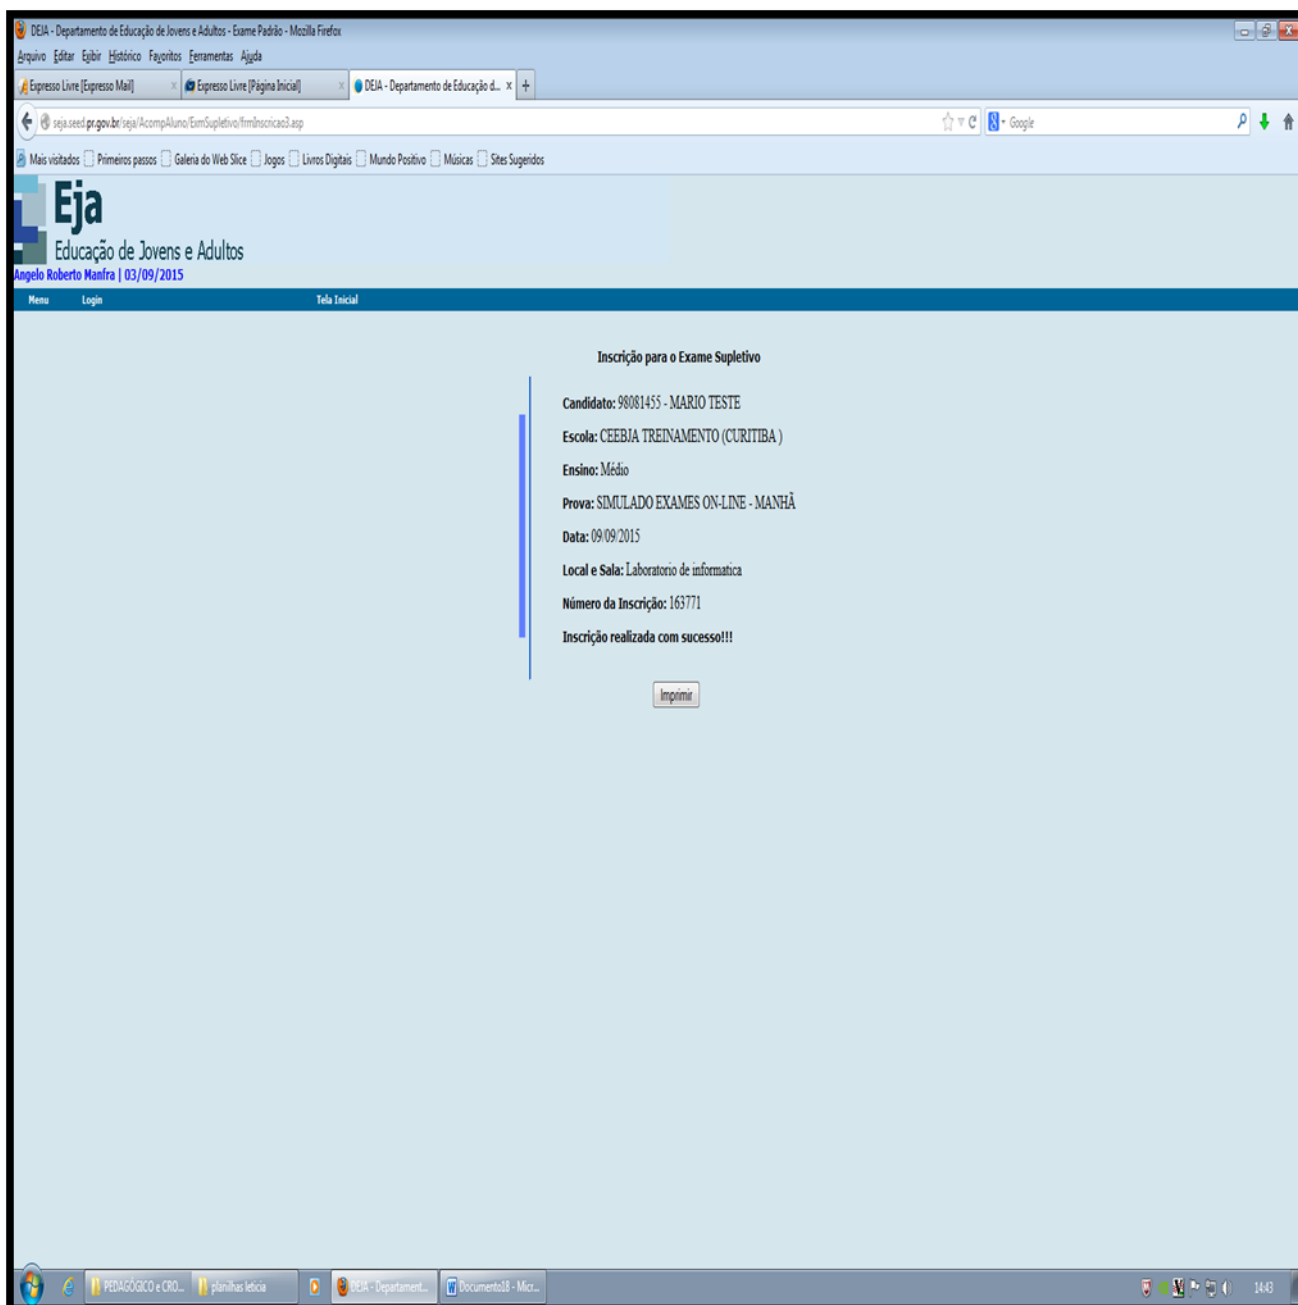 DEJA - Departamento de Educação de Jovens e Adultos - Exame Padrão - Mozilla Firefox
Arquivo Editar Exibir Histórico Favoritos Ferramentas Ajuda
Expresso Livre [Expresso Mail] × Expresso Livre [Página Inicial] × DEJA - Departamento de Educação d... × +
seja.seed.pr.gov.br/seja/AcompAluno/ExmSupletivo/frmInscricao3.asp Google
Mais visitados Primeiros passos Galeria do Web Slice Jogos Livros Digitais Mundo Positivo Músicas Sites Sugeridos
Eja
Educação de Jovens e Adultos
Angelo Roberto Manfra | 03/09/2015
Menu Login Tela Inicial
Inscrição para o Exame Supletivo
Candidato: 98081455 - MARIO TESTE
Escola: CEEBJA TREINAMENTO (CURITIBA )
Ensino: Médio
Prova: SIMULADO EXAMES ON-LINE - MANHÃ
Data: 09/09/2015
Local e Sala: Laboratorio de informatica
Número da Inscrição: 163771
Inscrição realizada com sucesso!!!
Imprimir
PEDAGÓGICO e CRO... planilhas leticia DEJA - Departament... Documento18 - Micr... 14:43